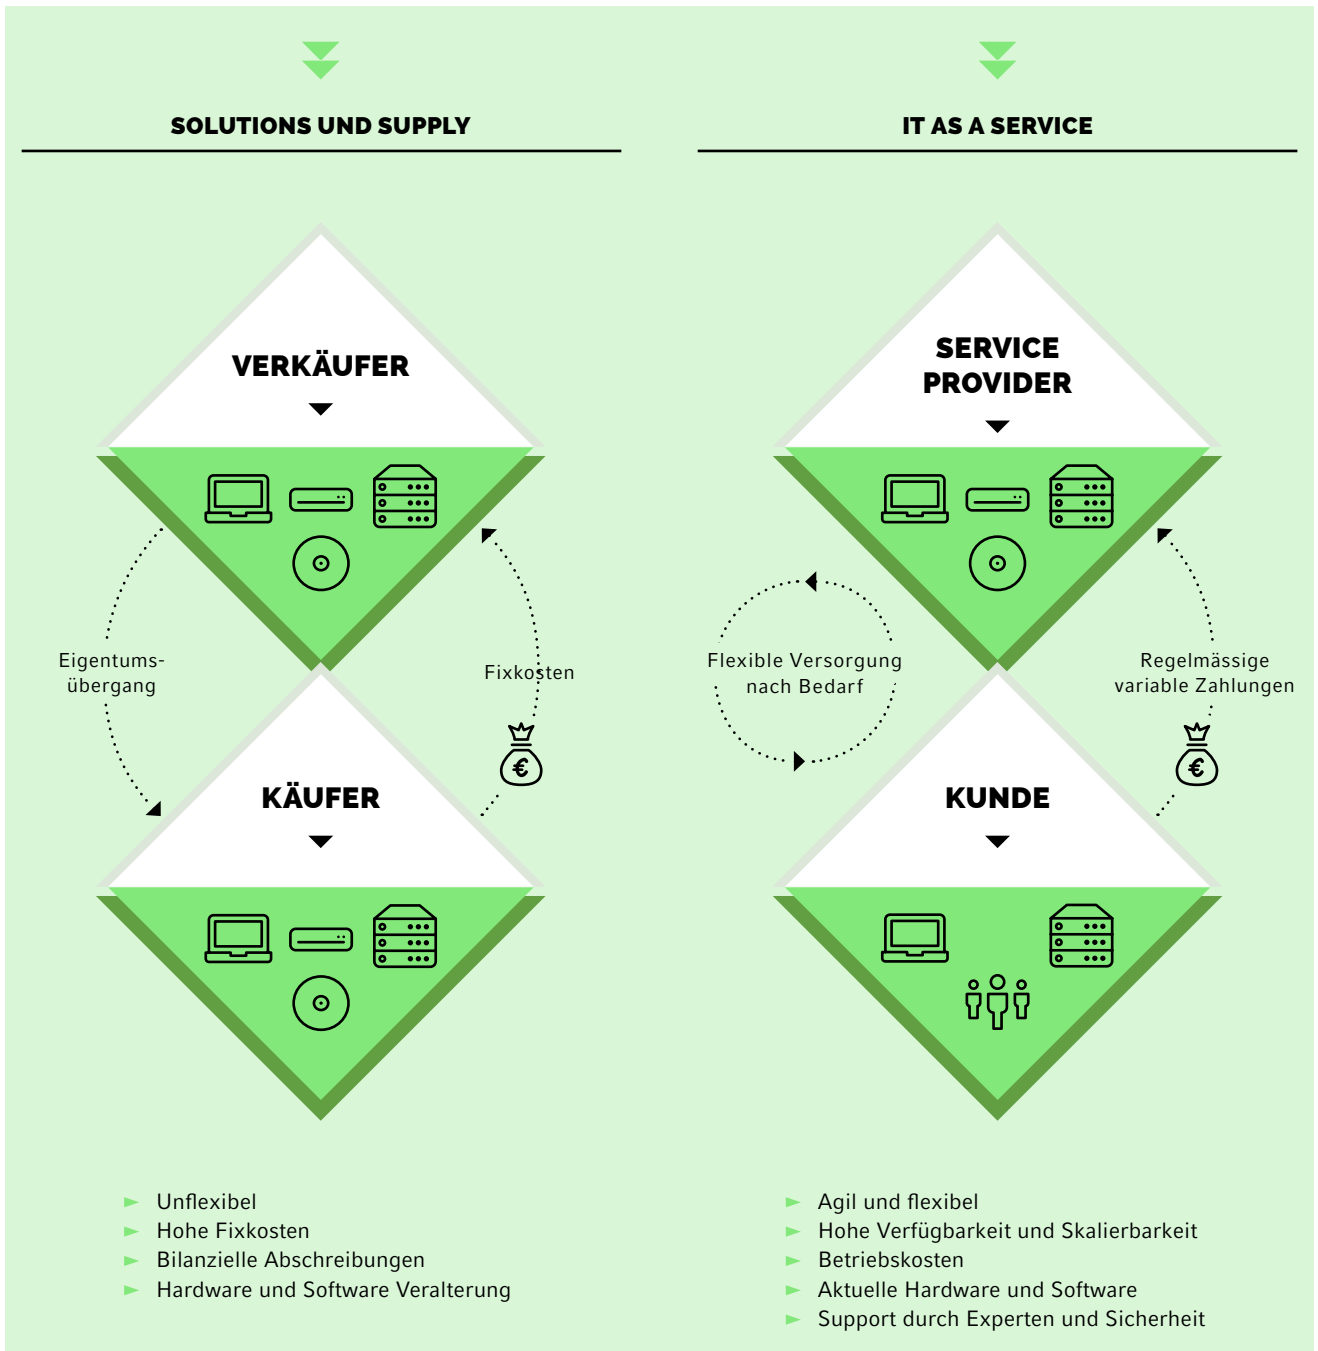 SOLUTIONS UND SUPPLY
VERKÄUFER
Eigentums-
übergang
Fixkosten
€
KÄUFER
Unflexibel
Hohe Fixkosten
Bilanzielle Abschreibungen
Hardware und Software Veralterung
IT AS A SERVICE
SERVICE
PROVIDER
Flexible Versorgung
nach Bedarf
Regelmässige
variable Zahlungen
€
KUNDE
Agil und flexibel
Hohe Verfügbarkeit und Skalierbarkeit
Betriebskosten
Aktuelle Hardware und Software
Support durch Experten und Sicherheit